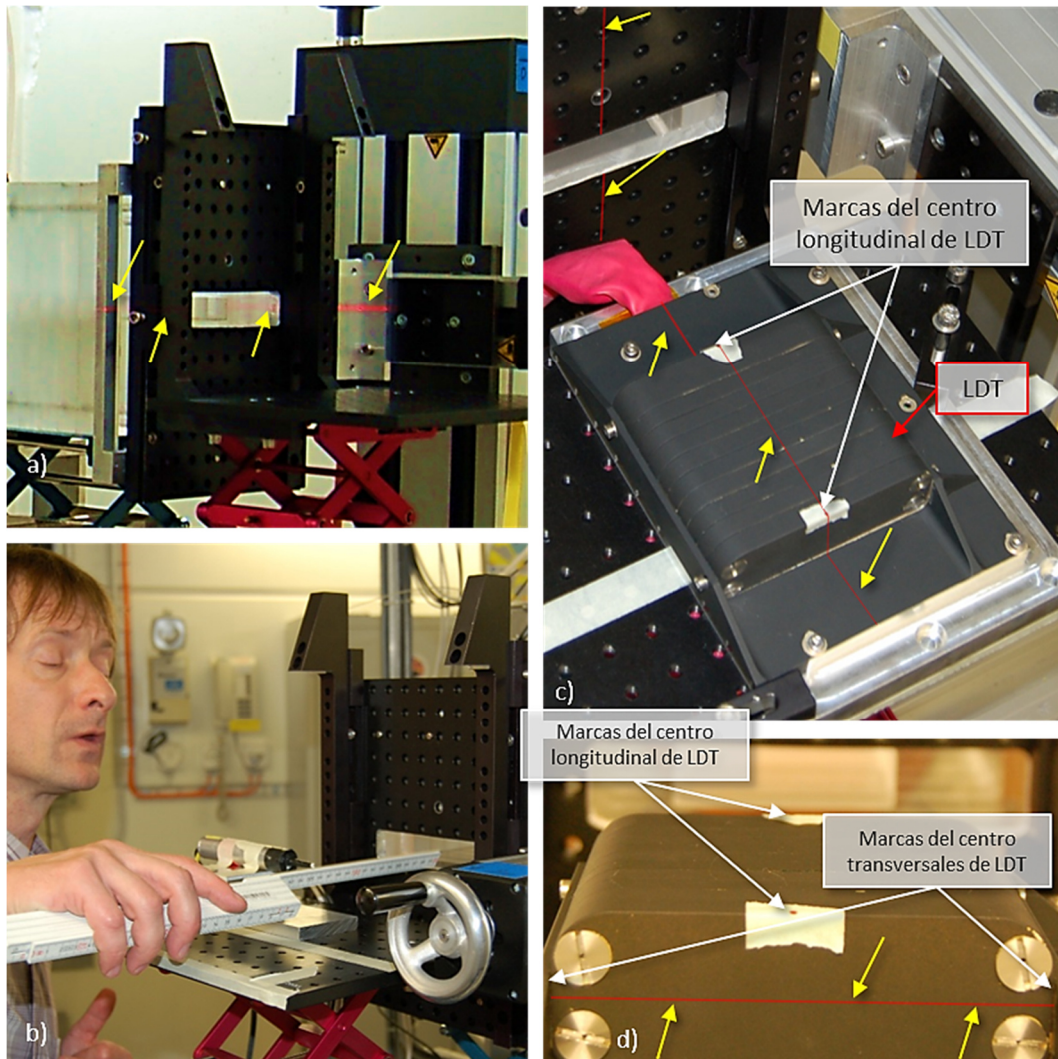 a)
Marcas del centro
longitudinal de LDT
LDT
c)
b)
Marcas del centro
longitudinal de LDT
Marcas del centro
transversales de LDT
d)